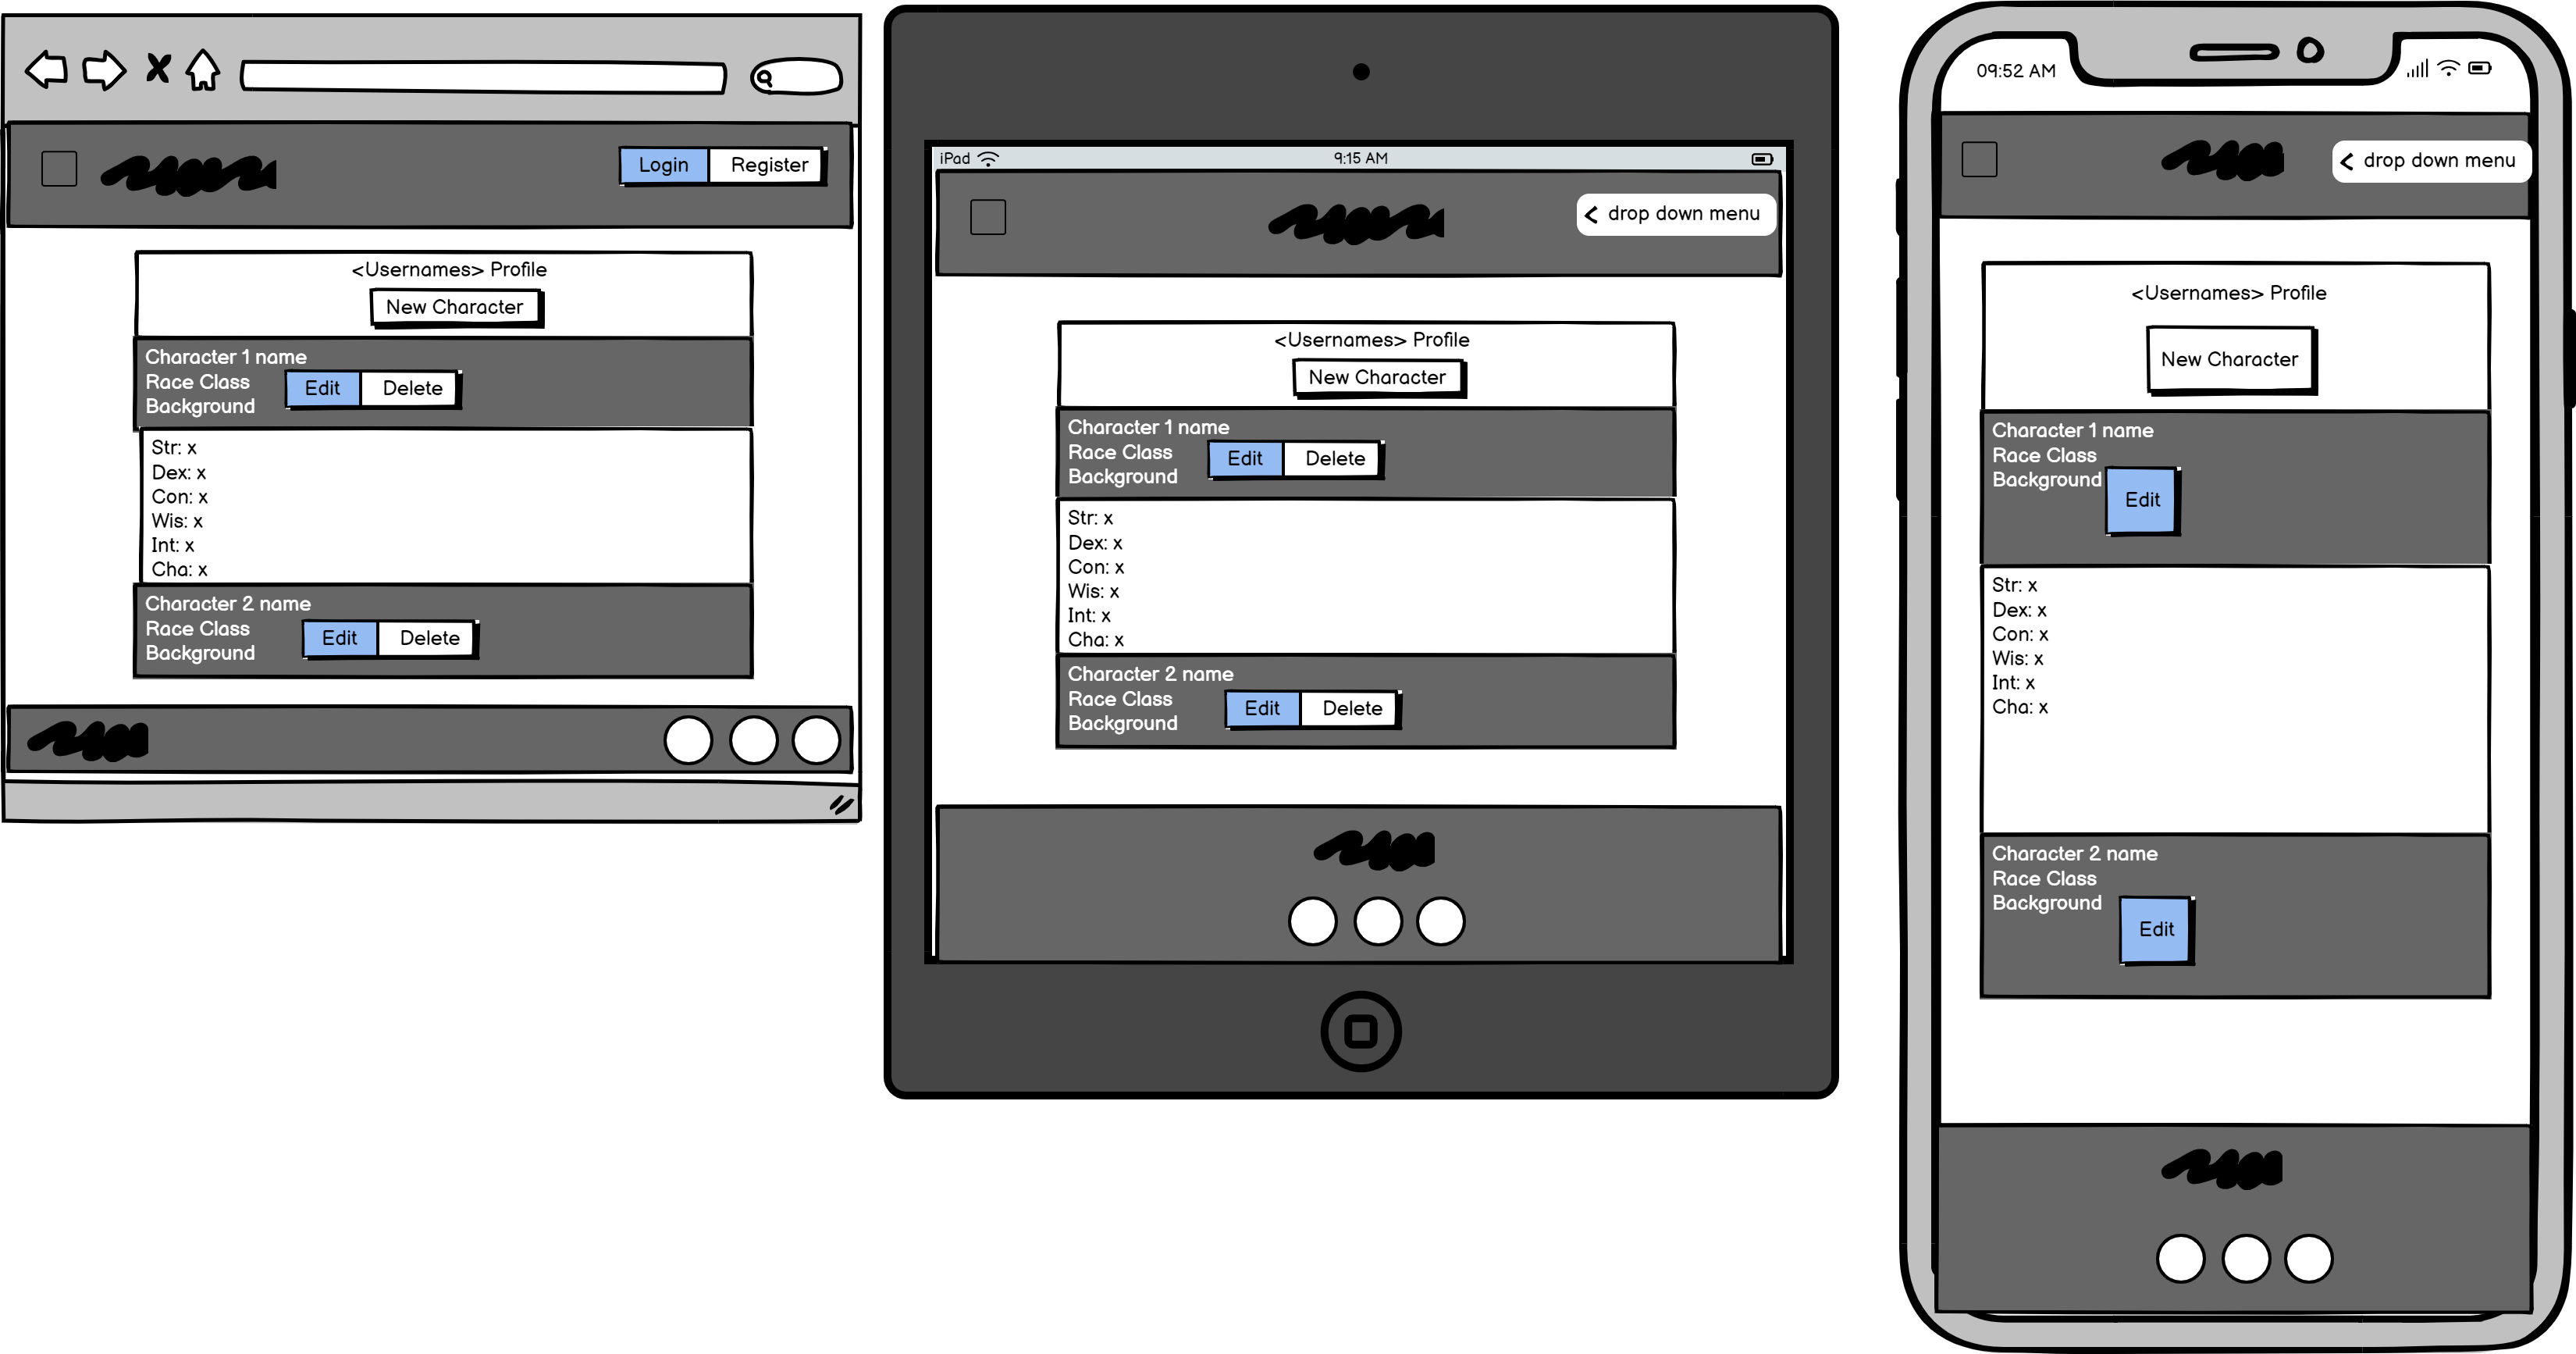 Login Register
<Usernames> Profile
New Character
Character 1 name
Race Class
Background
Edit Delete
Str: x
Dex: x
Con: x
Wis: x
Int: x
Cha: x
Character 2 name
Race Class
Background
Edit Delete
iPad 9:15 AM
drop down menu
<Usernames> Profile
New Character
Character 1 name
Race Class
Background
Edit Delete
Str: x
Dex: x
Con: x
Wis: x
Int: x
Cha: x
Character 2 name
Race Class
Background
Edit Delete
09:52 AM
drop down menu
<Usernames> Profile
New Character
Character 1 name
Race Class
Background
Edit
Str: x
Dex: x
Con: x
Wis: x
Int: x
Cha: x
Character 2 name
Race Class
Background
Edit